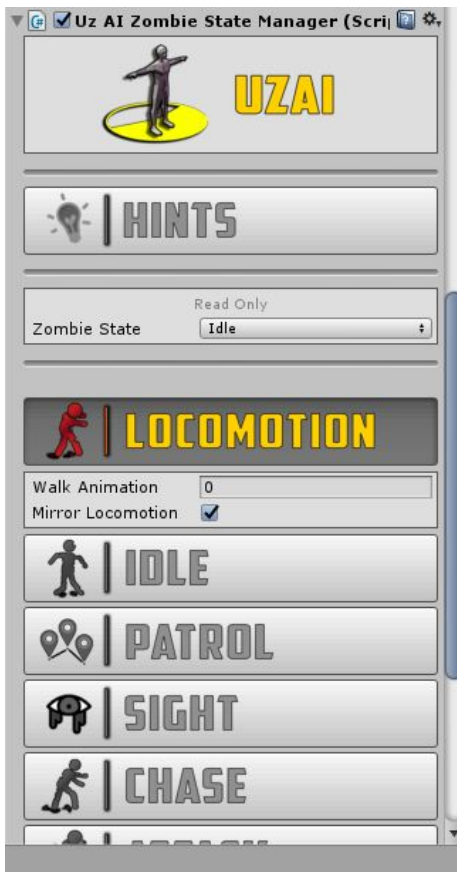 Uz AI Zombie State Manager (Scrip
UZAI
HINTS
Read Only
Zombie State Idle
LOCOMOTION
Walk Animation 0
Mirror Locomotion
IDLE
PATROL
SIGHT
CHASE